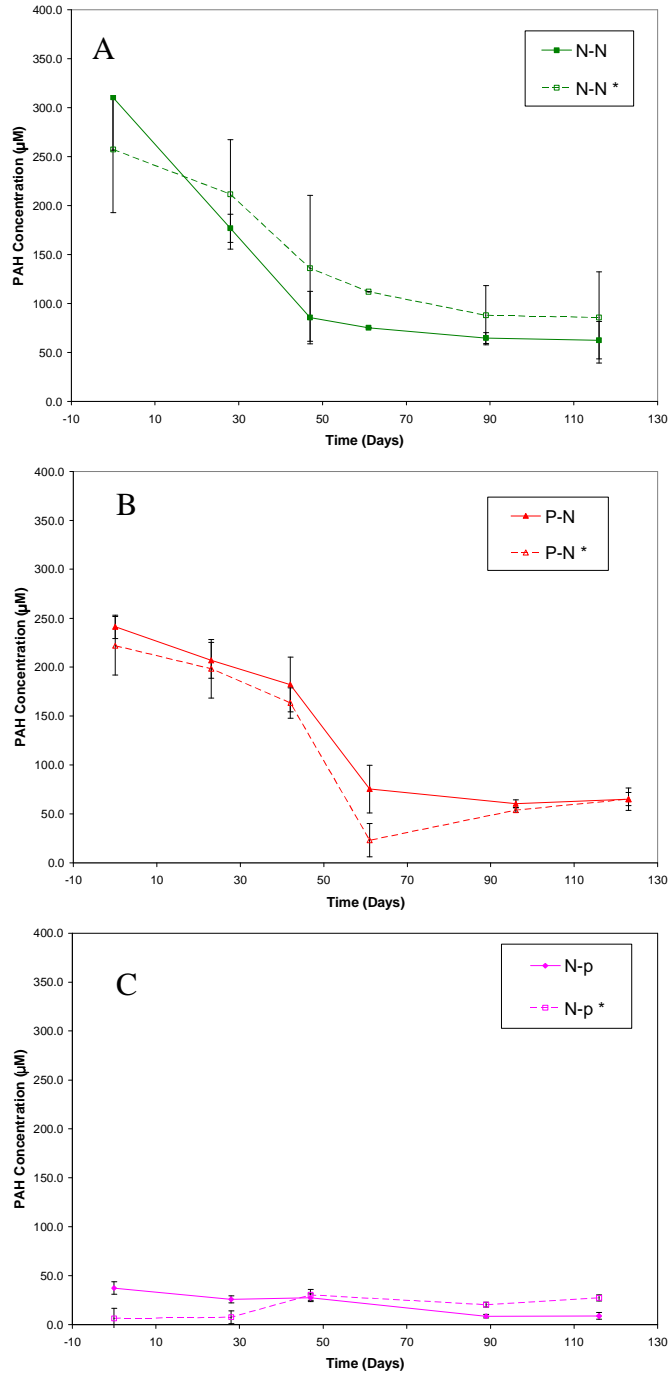 A
N-N
N-N *
400.0
350.0
300.0
250.0
200.0
150.0
100.0
50.0
0.0
PAH Concentration (µM)
-10 10 30 50 70 90 110 130
Time (Days)
B
P-N
P-N *
400.0
350.0
300.0
250.0
200.0
150.0
100.0
50.0
0.0
PAH Concentration (µM)
-10 10 30 50 70 90 110 130
Time (Days)
C
N-p
N-p *
400.0
350.0
300.0
250.0
200.0
150.0
100.0
50.0
0.0
PAH Concentration (µM)
-10 10 30 50 70 90 110 130
Time (Days)